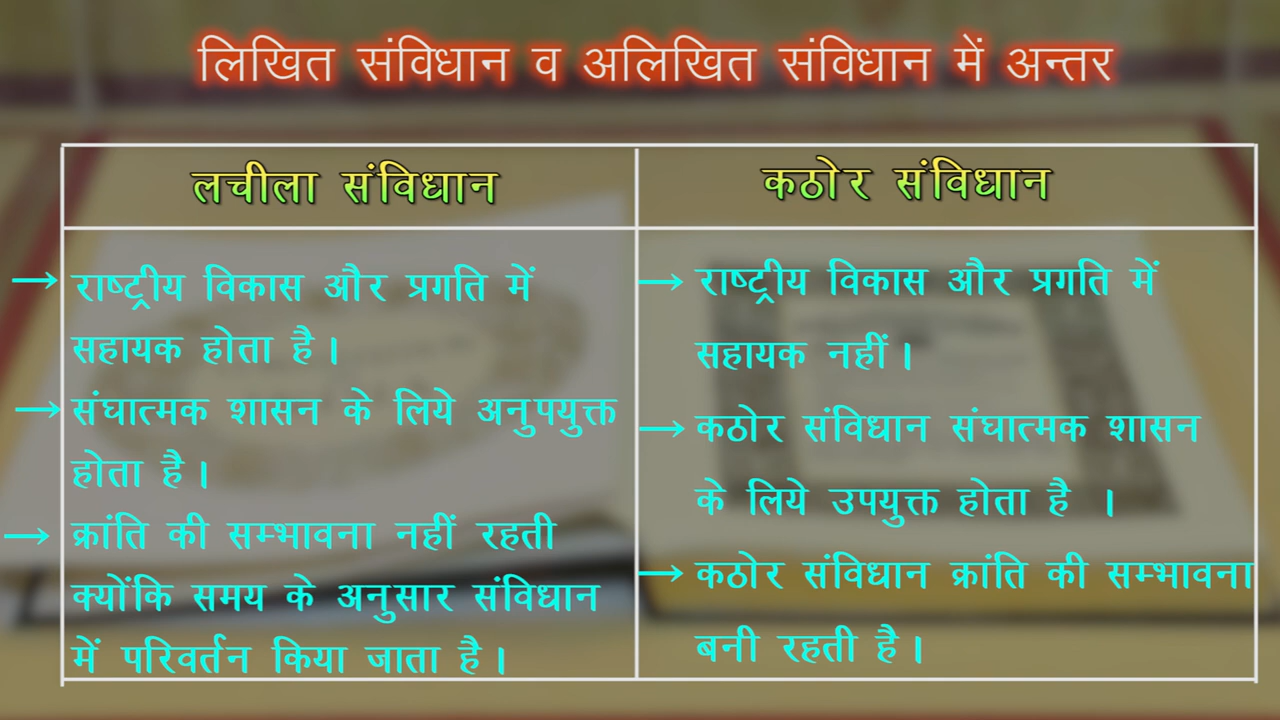 लिखित संविधान व अलिखित संविधान में अन्तर
लचीला संविधान
कठोर संविधान
→ राष्ट्रीय विकास और प्रगति में
सहायक होता है।
→ संघात्मक शासन के लिये अनुपयुक्त
होता है।
→ क्रांति की सम्भावना नहीं रहती
क्योंकि समय के अनुसार संविधान
में परिवर्तन किया जाता है।
→ राष्ट्रीय विकास और प्रगति में
सहायक नहीं।
→ कठोर संविधान संघात्मक शासन
के लिये उपयुक्त होता है ।
→ कठोर संविधान क्रांति की सम्भावना
बनी रहती है।